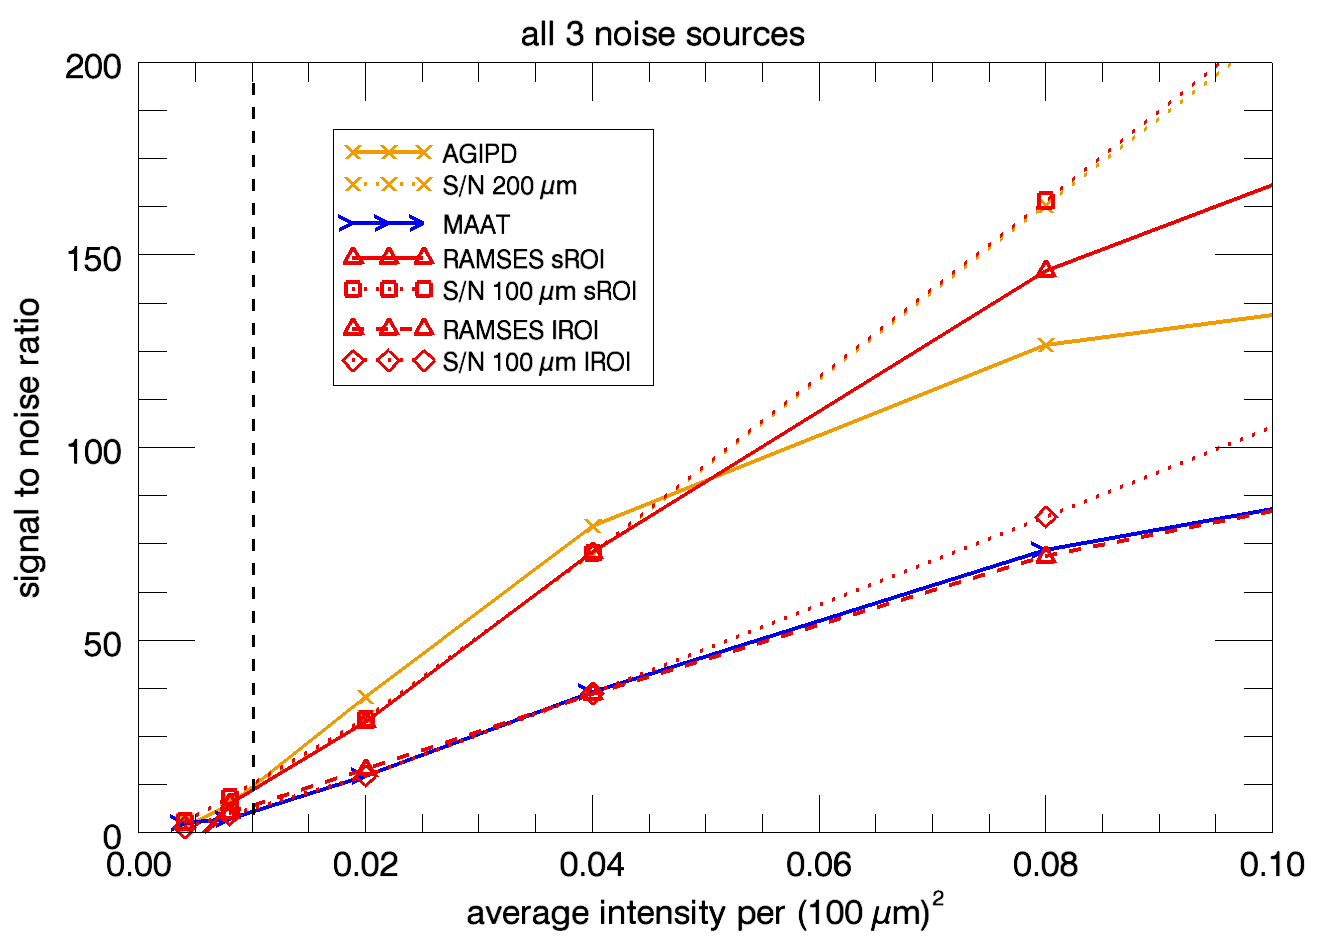 all 3 noise sources
200
150
100
50
0
signal to noise ratio
AGIPD
S/N 200 µm
MAAT
RAMSES sROI
S/N 100 µm sROI
RAMSES lROI
S/N 100 µm lROI
0.00 0.02 0.04 0.06 0.08 0.10
average intensity per (100 µm)²